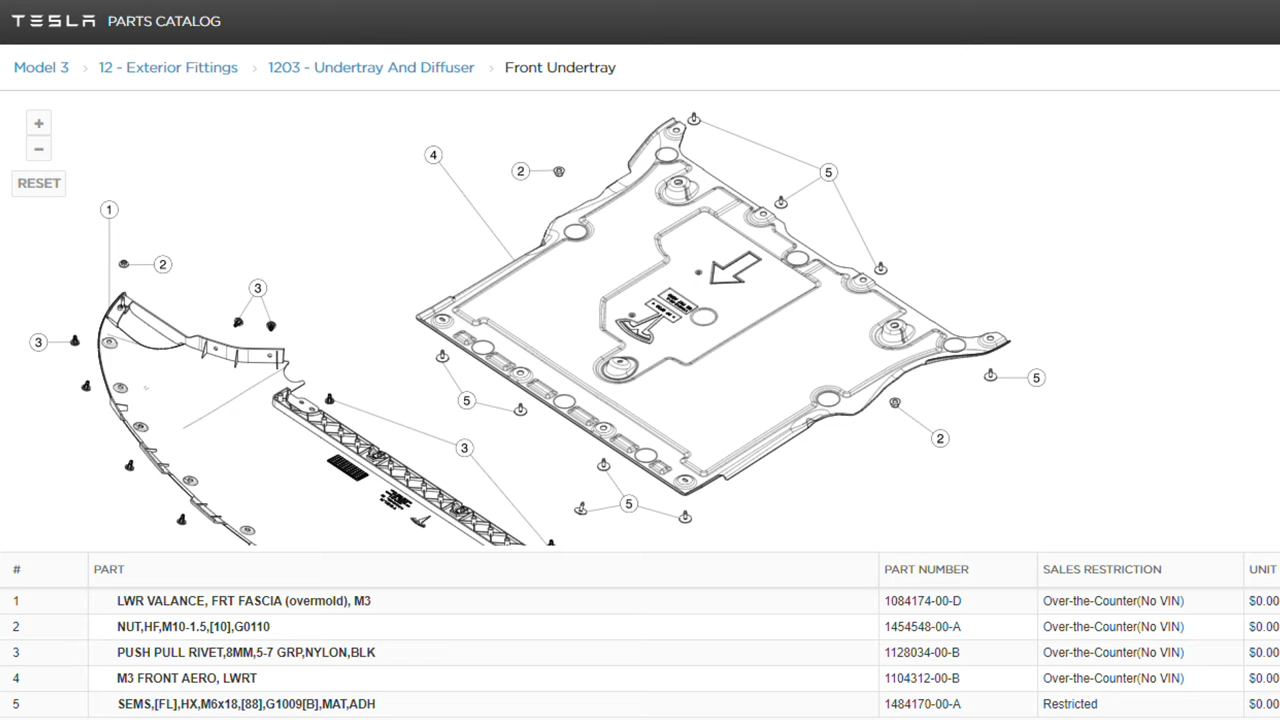 TESLA PARTS CATALOG
Model 3 > 12 - Exterior Fittings > 1203 - Undertray And Diffuser > Front Undertray
+
−
RESET
5
4
2
5
1
2
3
3
5
5
2
3
5
# PART PART NUMBER SALES RESTRICTION UNIT
1 LWR VALANCE, FRT FASCIA (overmold), M3 1084174-00-D Over-the-Counter(No VIN) $0.00
2 NUT,HF,M10-1.5,[10],G0110 1454548-00-A Over-the-Counter(No VIN) $0.00
3 PUSH PULL RIVET,8MM,5-7 GRP,NYLON,BLK 1128034-00-B Over-the-Counter(No VIN) $0.00
4 M3 FRONT AERO, LWRT 1104312-00-B Over-the-Counter(No VIN) $0.00
5 SEMS,[FL],HX,M6x18,[88],G1009[B],MAT,ADH 1484170-00-A Restricted $0.00